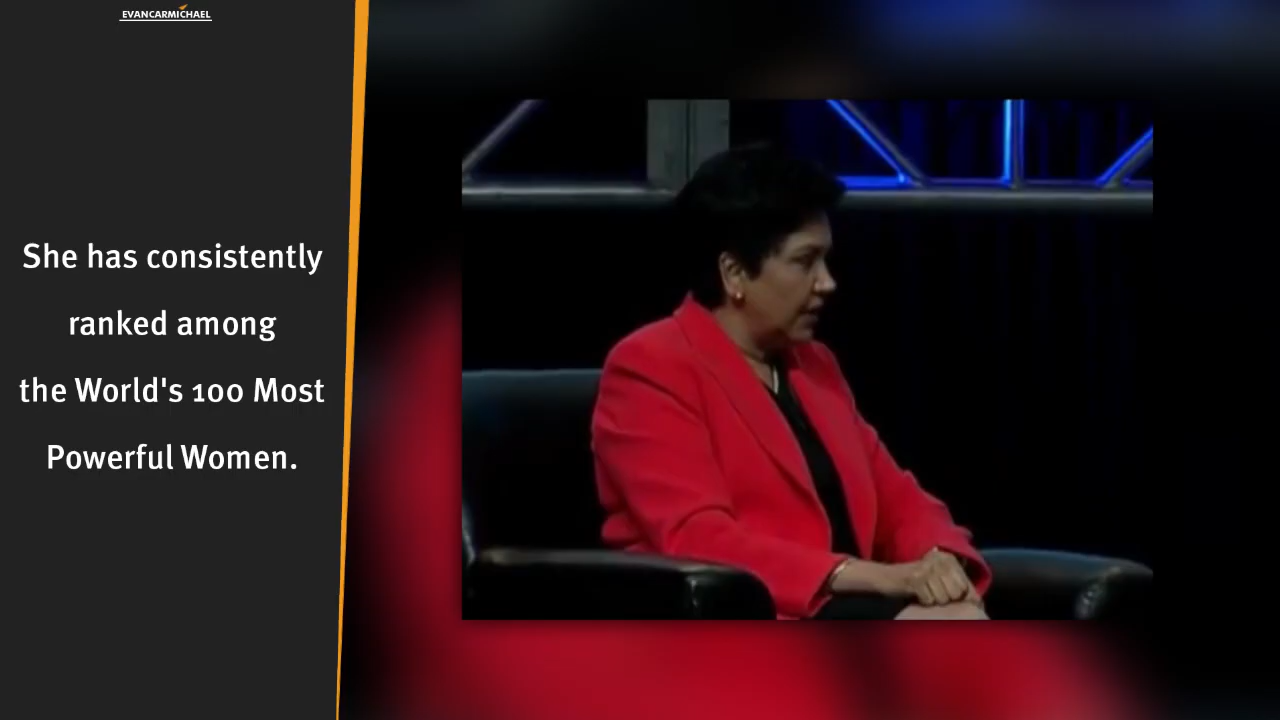 EVANCARMICHAEL
She has consistently
ranked among
the World's 100 Most
Powerful Women.